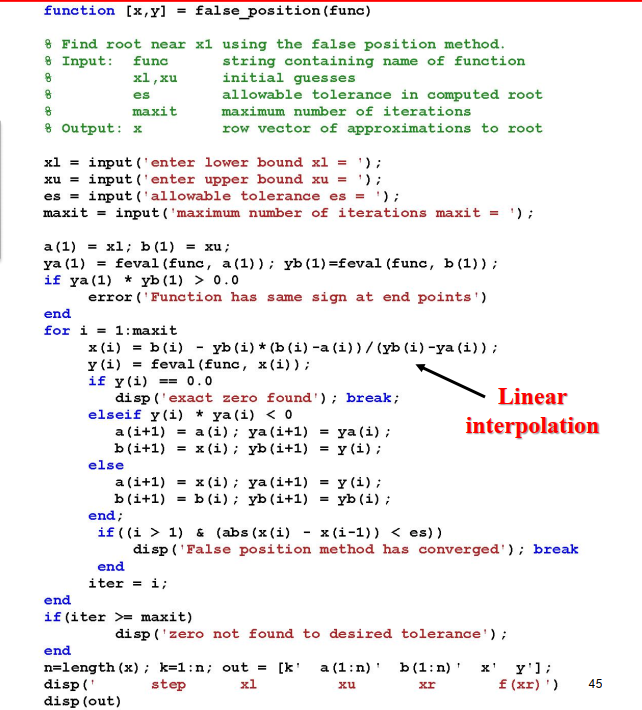 function [x,y] = false_position(func)
% Find root near x1 using the false position method.
% Input: func string containing name of function
% xl,xu initial guesses
% es allowable tolerance in computed root
% maxit maximum number of iterations
% Output: x row vector of approximations to root
xl = input('enter lower bound xl = ');
xu = input('enter upper bound xu = ');
es = input('allowable tolerance es = ');
maxit = input('maximum number of iterations maxit = ');
a(1) = xl; b(1) = xu;
ya(1) = feval(func, a(1)); yb(1)=feval(func, b(1));
if ya(1) * yb(1) > 0.0
error('Function has same sign at end points')
end
for i = 1:maxit
x(i) = b(i) - yb(i)*(b(i)-a(i))/(yb(i)-ya(i));
y(i) = feval(func, x(i));
if y(i) == 0.0
disp('exact zero found'); break;
elseif y(i) * ya(i) < 0
a(i+1) = a(i); ya(i+1) = ya(i);
b(i+1) = x(i); yb(i+1) = y(i);
else
a(i+1) = x(i); ya(i+1) = y(i);
b(i+1) = b(i); yb(i+1) = yb(i);
end;
if((i > 1) & (abs(x(i) - x(i-1)) < es))
disp('False position method has converged'); break
end
iter = i;
end
if(iter >= maxit)
disp('zero not found to desired tolerance');
end
n=length(x); k=1:n; out = [k' a(1:n)' b(1:n)' x' y'];
disp(' step xl xu xr f(xr)')
disp(out)
Linear
interpolation
45